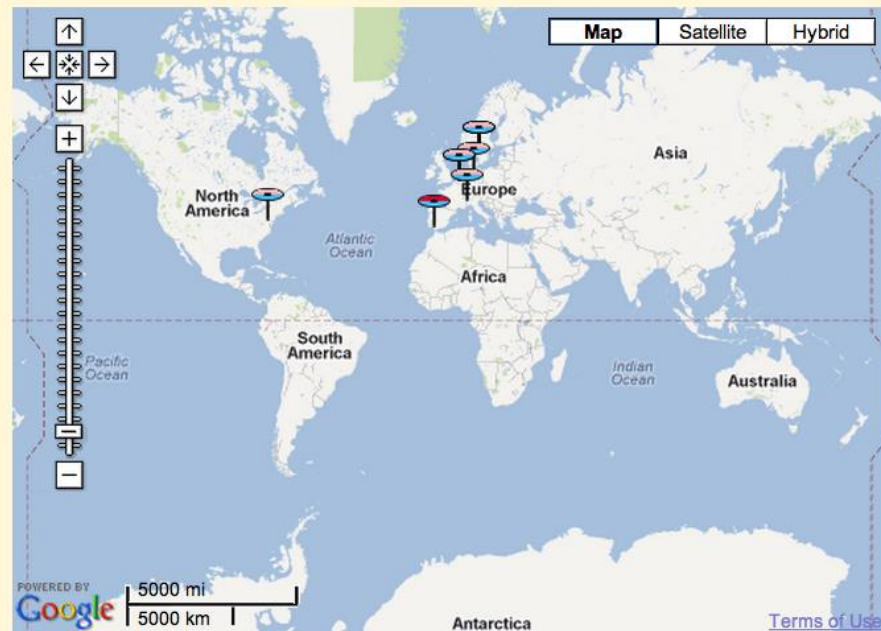 Map
Satellite
Hybrid
North
America
Atlantic
Ocean
Europe
Asia
Africa
South
America
Pacific
Ocean
Indian
Ocean
Australia
Antarctica
POWERED BY
Google
5000 mi
5000 km
Terms of Use